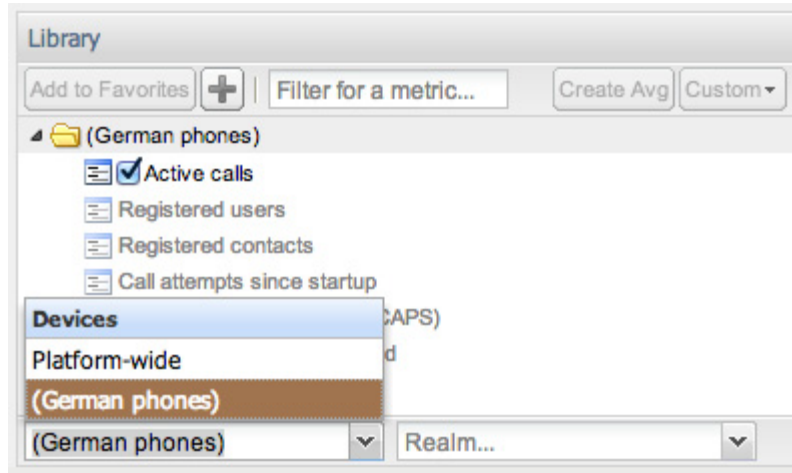 Library
Add to Favorites Filter for a metric... Create Avg Custom
(German phones)
Active calls
Registered users
Registered contacts
Call attempts since startup
Devices
CAPS)
Platform-wide
d
(German phones)
(German phones) Realm...